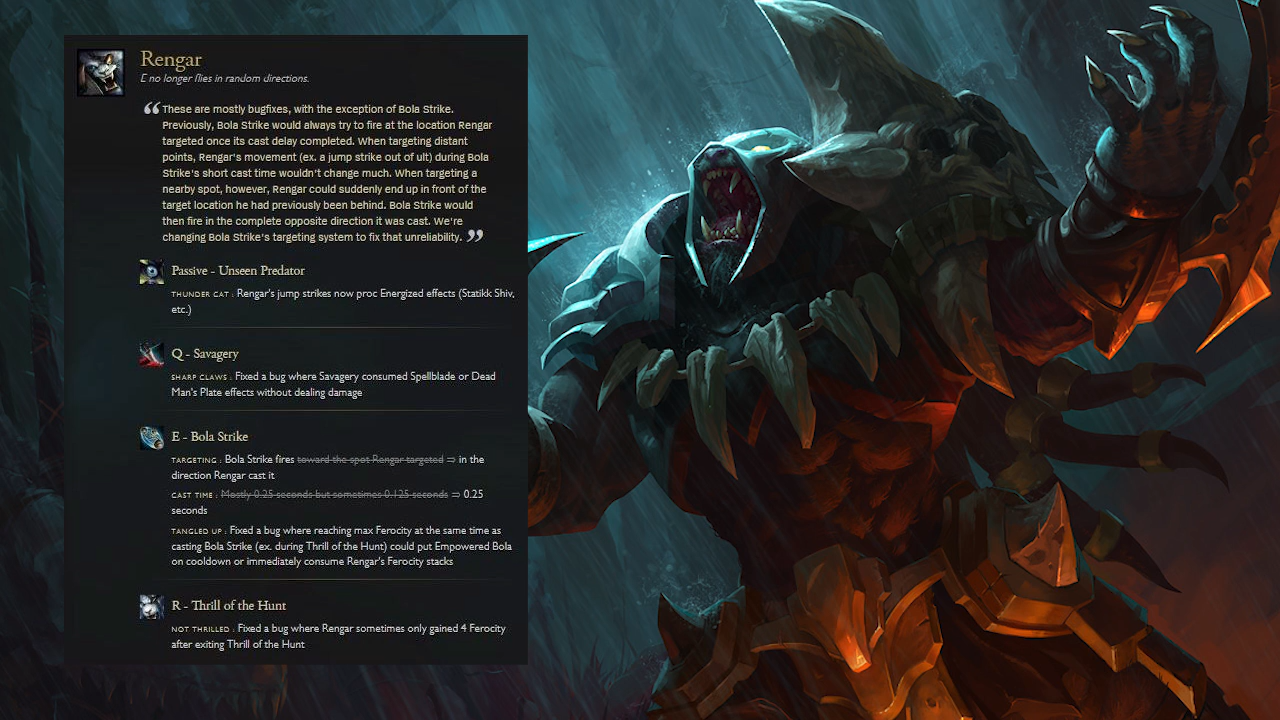 Rengar
E no longer flies in random directions.
“ These are mostly bugfixes, with the exception of Bola Strike.
Previously, Bola Strike would always try to fire at the location Rengar
targeted once its cast delay completed. When targeting distant
points, Rengar's movement (ex. a jump strike out of ult) during Bola
Strike's short cast time wouldn't change much. When targeting a
nearby spot, however, Rengar could suddenly end up in front of the
target location he had previously been behind. Bola Strike would
then fire in the complete opposite direction it was cast. We're
changing Bola Strike's targeting system to fix that unreliability. ”
Passive - Unseen Predator
THUNDER CAT : Rengar's jump strikes now proc Energized effects (Statikk Shiv,
etc.)
Q - Savagery
SHARP CLAWS : Fixed a bug where Savagery consumed Spellblade or Dead
Man's Plate effects without dealing damage
E - Bola Strike
TARGETING : Bola Strike fires toward the spot Rengar targeted ⇒ in the
direction Rengar cast it
CAST TIME : Mostly 0.25 seconds but sometimes 0.125 seconds ⇒ 0.25
seconds
TANGLED UP : Fixed a bug where reaching max Ferocity at the same time as
casting Bola Strike (ex. during Thrill of the Hunt) could put Empowered Bola
on cooldown or immediately consume Rengar's Ferocity stacks
R - Thrill of the Hunt
NOT THRILLED : Fixed a bug where Rengar sometimes only gained 4 Ferocity
after exiting Thrill of the Hunt